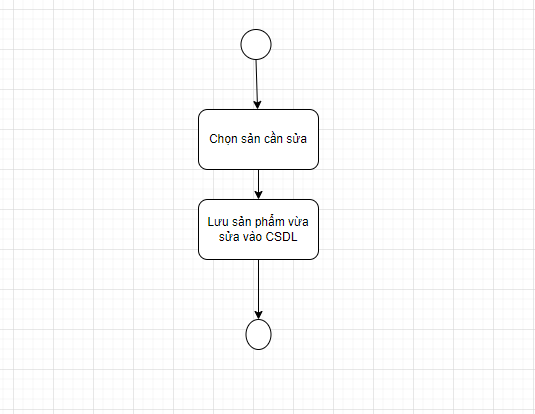 Chọn sản cần sửa
Lưu sản phẩm vừa
sửa vào CSDL